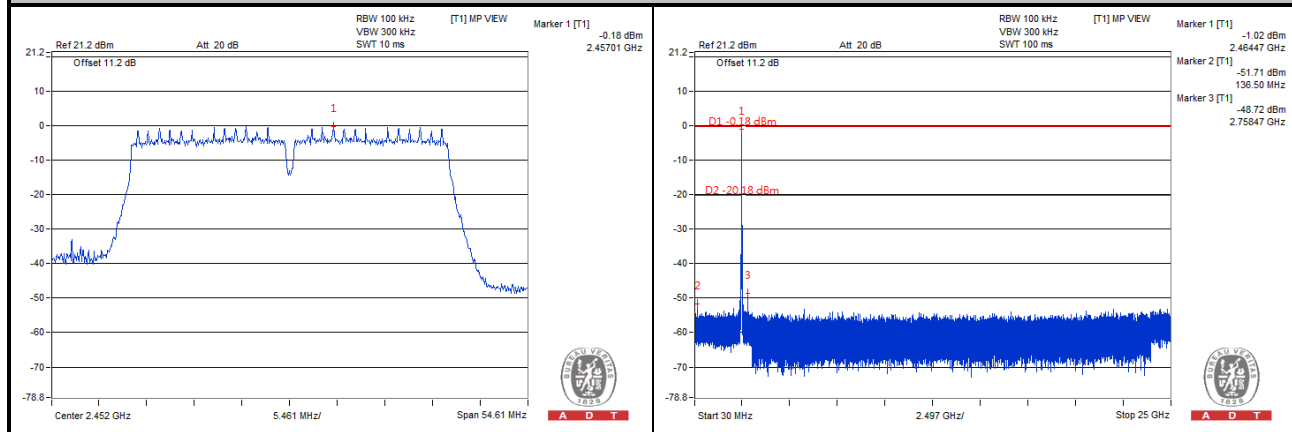 RBW 100 kHz [T1] MP VIEW
VBW 300 kHz
Ref 21.2 dBm Att 20 dB SWT 10 ms
Marker 1 [T1]
-0.18 dBm
2.45701 GHz
21.2
Offset 11.2 dB
10
1
0
-10
-20
-30
-40
-50
-60
-70
-78.8
Center 2.452 GHz 5.461 MHz/ Span 54.61 MHz
BUREAU VERITAS
1828
A D T
RBW 100 kHz [T1] MP VIEW
VBW 300 kHz
Ref 21.2 dBm Att 20 dB SWT 100 ms
Marker 1 [T1]
-1.02 dBm
2.46447 GHz
Marker 2 [T1]
-51.71 dBm
136.50 MHz
Marker 3 [T1]
-48.72 dBm
2.75847 GHz
21.2
Offset 11.2 dB
10
1
D1 -0.18 dBm
0
-10
D2 -20.18 dBm
-20
-30
-40
3
2
-50
-60
-70
-78.8
Start 30 MHz 2.497 GHz/ Stop 25 GHz
BUREAU VERITAS
1828
A D T